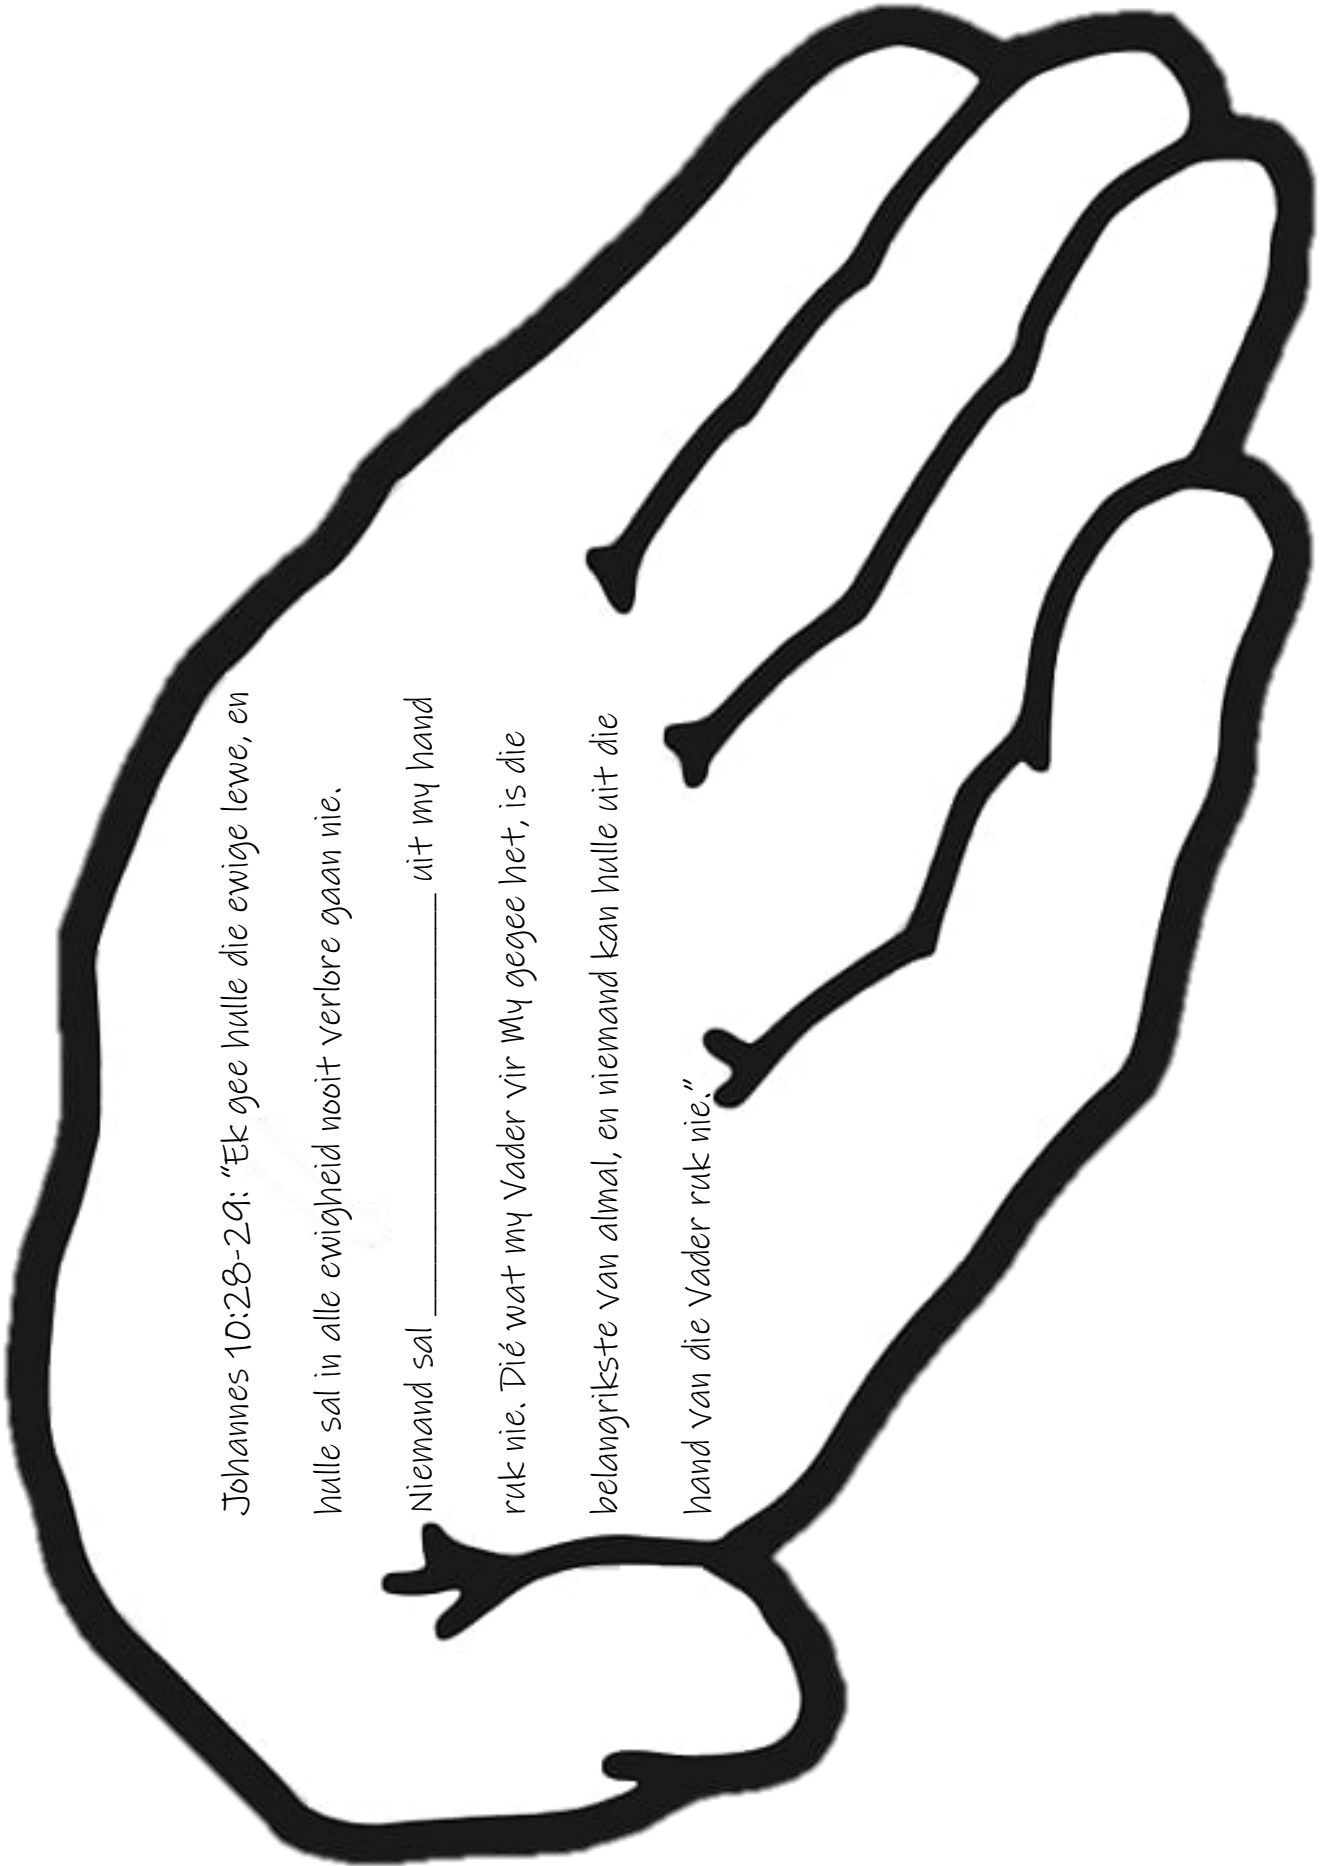 Johannes 10:28-29: “Ek gee hulle die ewige lewe, en
hulle sal in alle ewigheid nooit verlore gaan nie.
Niemand sal ____________________ uit my hand
ruk nie. Dié wat my Vader vir My gegee het, is die
belangrikste van almal, en niemand kan hulle uit die
hand van die Vader ruk nie.”